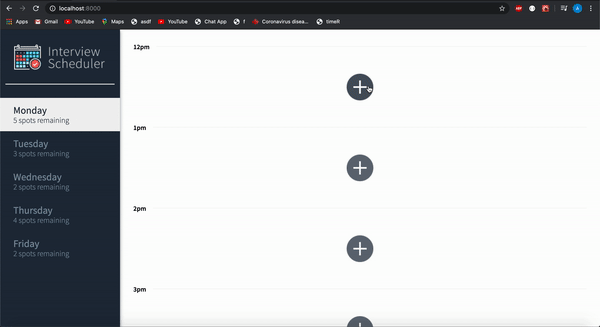 localhost:8000
Apps Gmail YouTube Maps asdf YouTube Chat App f Coronavirus disea... timeR
Interview
Scheduler
Monday
5 spots remaining
Tuesday
3 spots remaining
Wednesday
2 spots remaining
Thursday
4 spots remaining
Friday
2 spots remaining
12pm
1pm
2pm
3pm